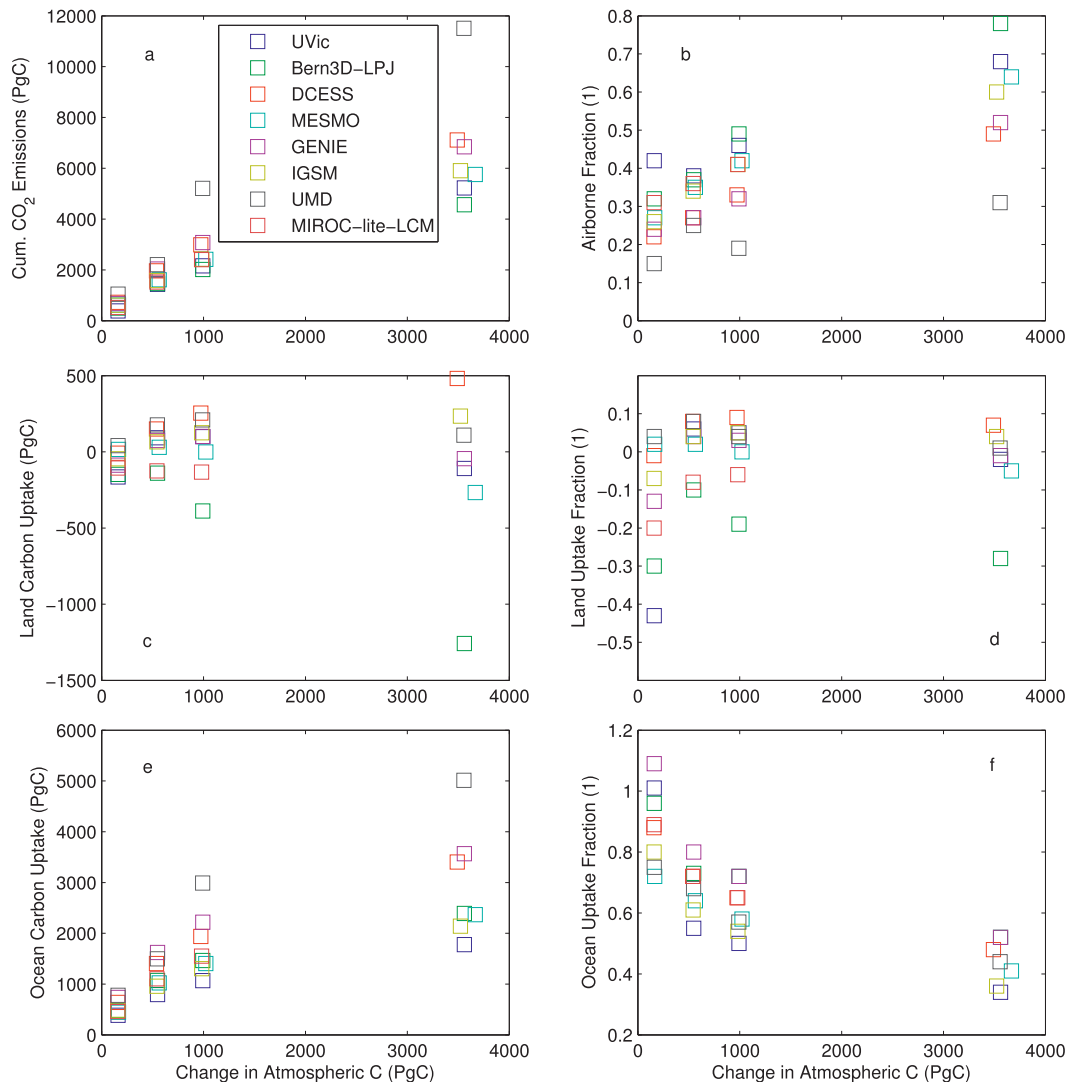 a
Cum. CO2 Emissions (PgC)
12000
10000
8000
6000
4000
2000
0
0 1000 2000 3000 4000
UVic
Bern3D−LPJ
DCESS
MESMO
GENIE
IGSM
UMD
MIROC−lite−LCM
b
Airborne Fraction (1)
0.8
0.7
0.6
0.5
0.4
0.3
0.2
0.1
0
0 1000 2000 3000 4000
c
Land Carbon Uptake (PgC)
500
0
−500
−1000
−1500
0 1000 2000 3000 4000
d
Land Uptake Fraction (1)
0.1
0
−0.1
−0.2
−0.3
−0.4
−0.5
0 1000 2000 3000 4000
e
Ocean Carbon Uptake (PgC)
6000
5000
4000
3000
2000
1000
0
0 1000 2000 3000 4000
Change in Atmospheric C (PgC)
f
Ocean Uptake Fraction (1)
1.2
1
0.8
0.6
0.4
0.2
0 1000 2000 3000 4000
Change in Atmospheric C (PgC)